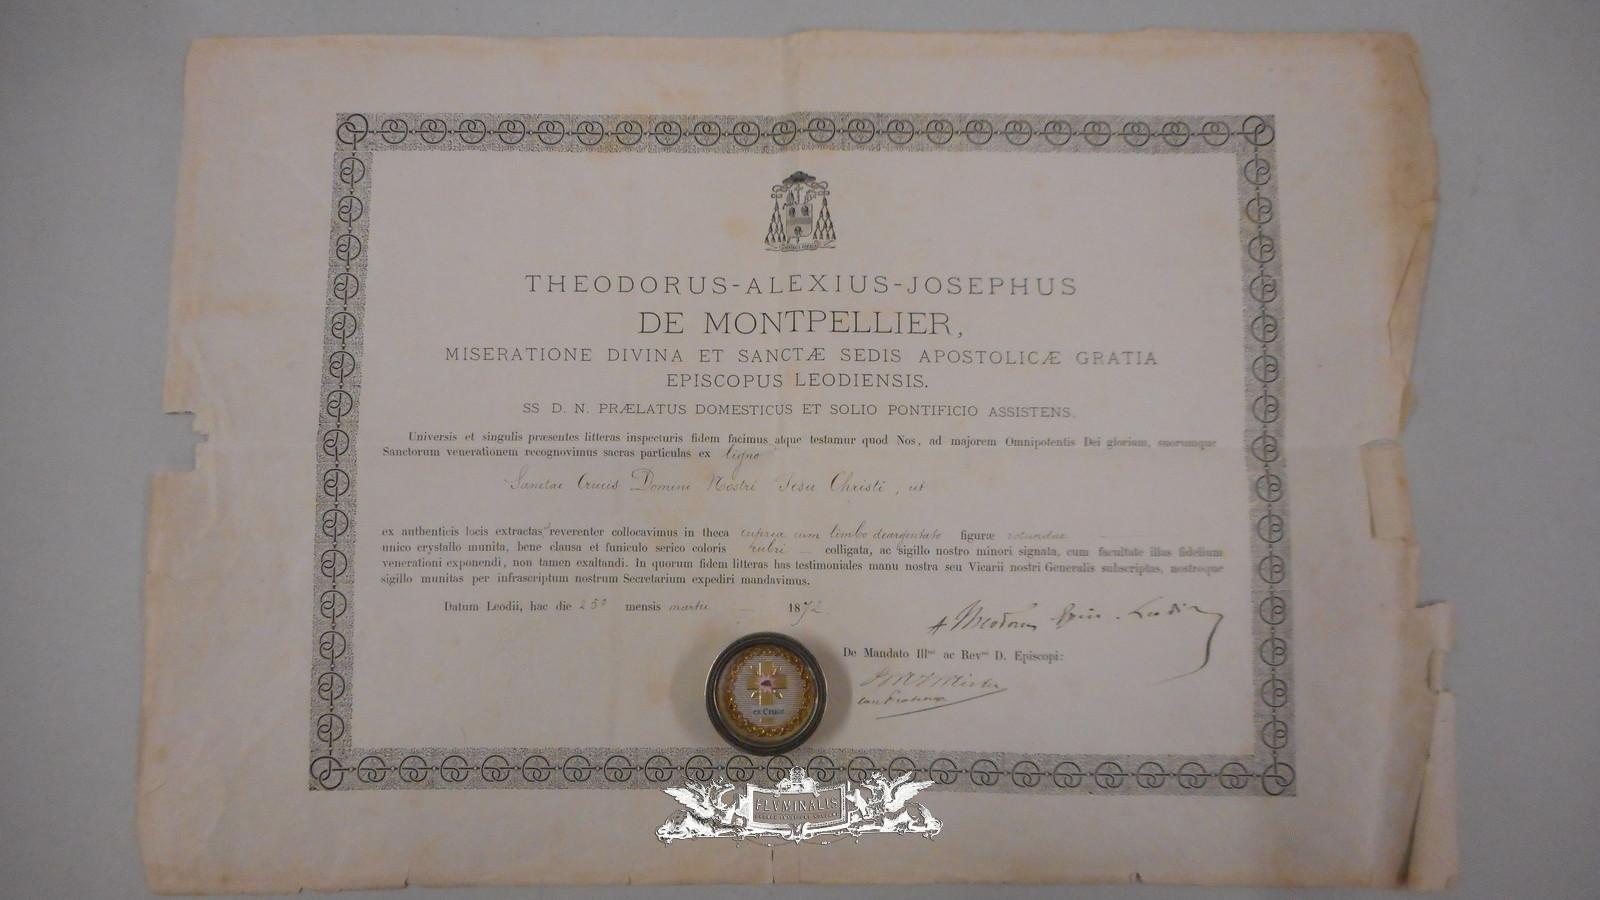 THEODORUS-ALEXIUS-JOSEPHUS
DE MONTPELLIER,
MISERATIONE DIVINA ET SANCTÆ SEDIS APOSTOLICÆ GRATIA
EPISCOPUS LEODIENSIS.
SS D. N. PRÆLATUS DOMESTICUS ET SOLIO PONTIFICIO ASSISTENS.
Universis et singulis præsentes litteras inspecturis fidem facimus atque testamur quod Nos, ad majorem Omnipotentis Dei gloriam, suorumque
Sanctorum venerationem recognovimus sacras particulas ex ligno
Sanctae Crucis Domini Nostri Jesu Christi, ut
ex authenticis locis extractas reverenter collocavimus in theca cuprea cum limbo deargentato figuræ rotundae
unico crystallo munita, bene clausa et funiculo serico coloris rubri colligata, ac sigillo nostro minori signata, cum facultate illas fidelium
venerationi exponendi, non tamen exaltandi. In quorum fidem litteras has testimoniales manu nostra seu Vicarii nostri Generalis subscriptas, nostroque
sigillo munitas per infrascriptum nostrum Secretarium expediri mandavimus.
Datum Leodii, hac die 25ª mensis martii 1872.
De Mandato Illmi ac Revmi D. Episcopi:
ex Cruce
FLVMINALIS